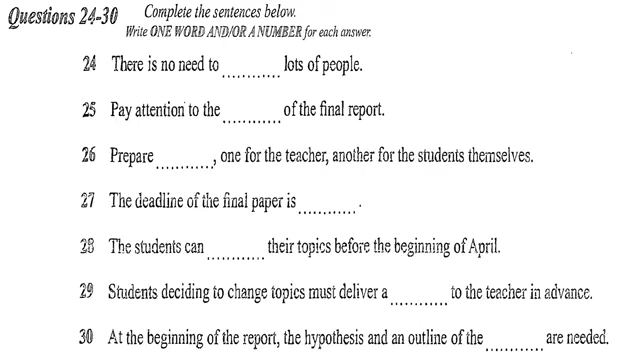 Questions 24-30 Complete the sentences below.
Write ONE WORD AND/OR A NUMBER for each answer.
24 There is no need to ............ lots of people.
25 Pay attention to the ............ of the final report.
26 Prepare ............, one for the teacher, another for the students themselves.
27 The deadline of the final paper is ............ .
28 The students can ............ their topics before the beginning of April.
29 Students deciding to change topics must deliver a ............ to the teacher in advance.
30 At the beginning of the report, the hypothesis and an outline of the ............ are needed.